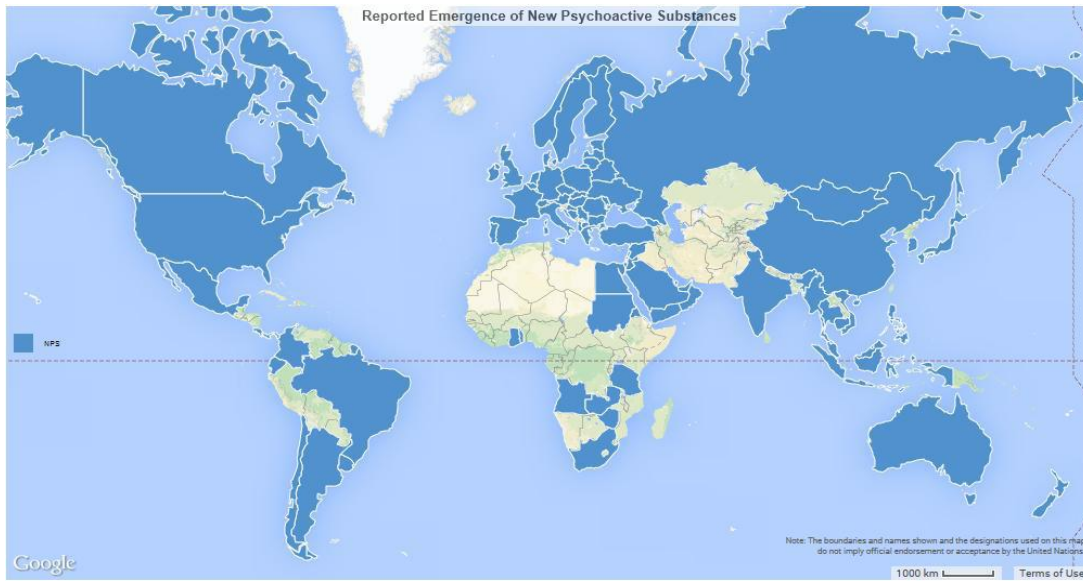 Reported Emergence of New Psychoactive Substances
NPS
Note: The boundaries and names shown and the designations used on this map
do not imply official endorsement or acceptance by the United Nations.
Google
1000 km
Terms of Use